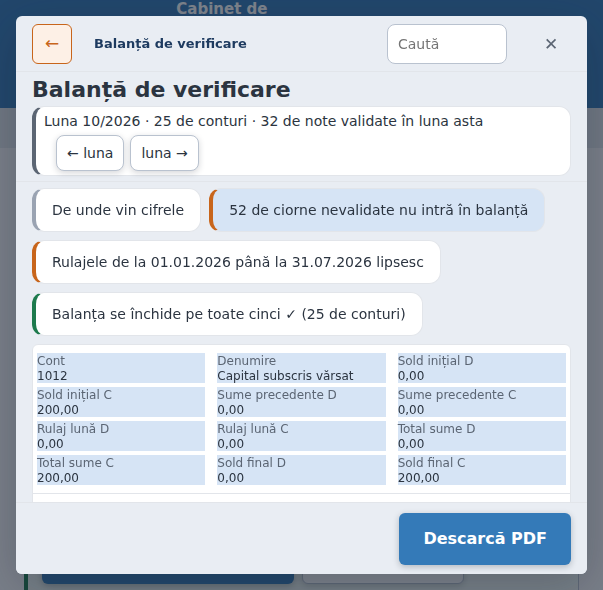 Cabinet de
←
Balanță de verificare
Caută
✕
Balanță de verificare
Luna 10/2026 · 25 de conturi · 32 de note validate în luna asta
← luna
luna →
De unde vin cifrele
52 de ciorne nevalidate nu intră în balanță
Rulajele de la 01.01.2026 până la 31.07.2026 lipsesc
Balanța se închide pe toate cinci ✓ (25 de conturi)
Cont
1012
Denumire
Capital subscris vărsat
Sold inițial D
0,00
Sold inițial C
200,00
Sume precedente D
0,00
Sume precedente C
0,00
Rulaj lună D
0,00
Rulaj lună C
0,00
Total sume D
0,00
Total sume C
200,00
Sold final D
0,00
Sold final C
200,00
Descarcă PDF